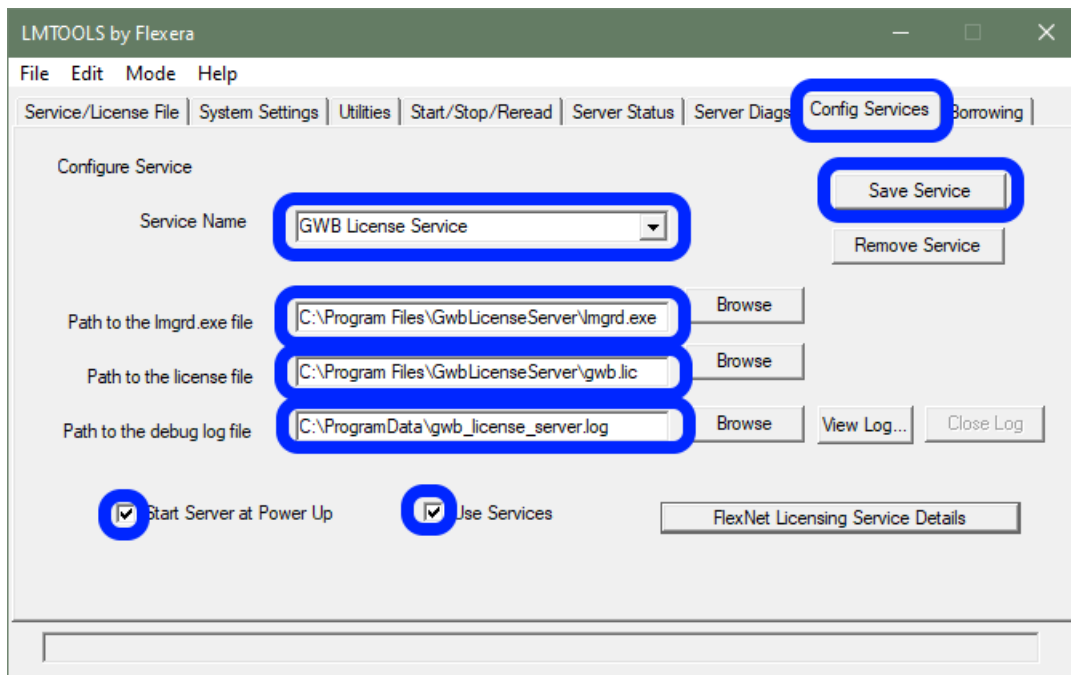 LMTOOLS by Flexera
File Edit Mode Help
Service/License File System Settings Utilities Start/Stop/Reread Server Status Server Diags Config Services Borrowing
Configure Service
Save Service
Service Name GWB License Service
Remove Service
Path to the lmgrd.exe file C:\Program Files\GwbLicenseServer\lmgrd.exe Browse
Path to the license file C:\Program Files\GwbLicenseServer\gwb.lic Browse
Path to the debug log file C:\ProgramData\gwb_license_server.log Browse View Log... Close Log
Start Server at Power Up Use Services FlexNet Licensing Service Details